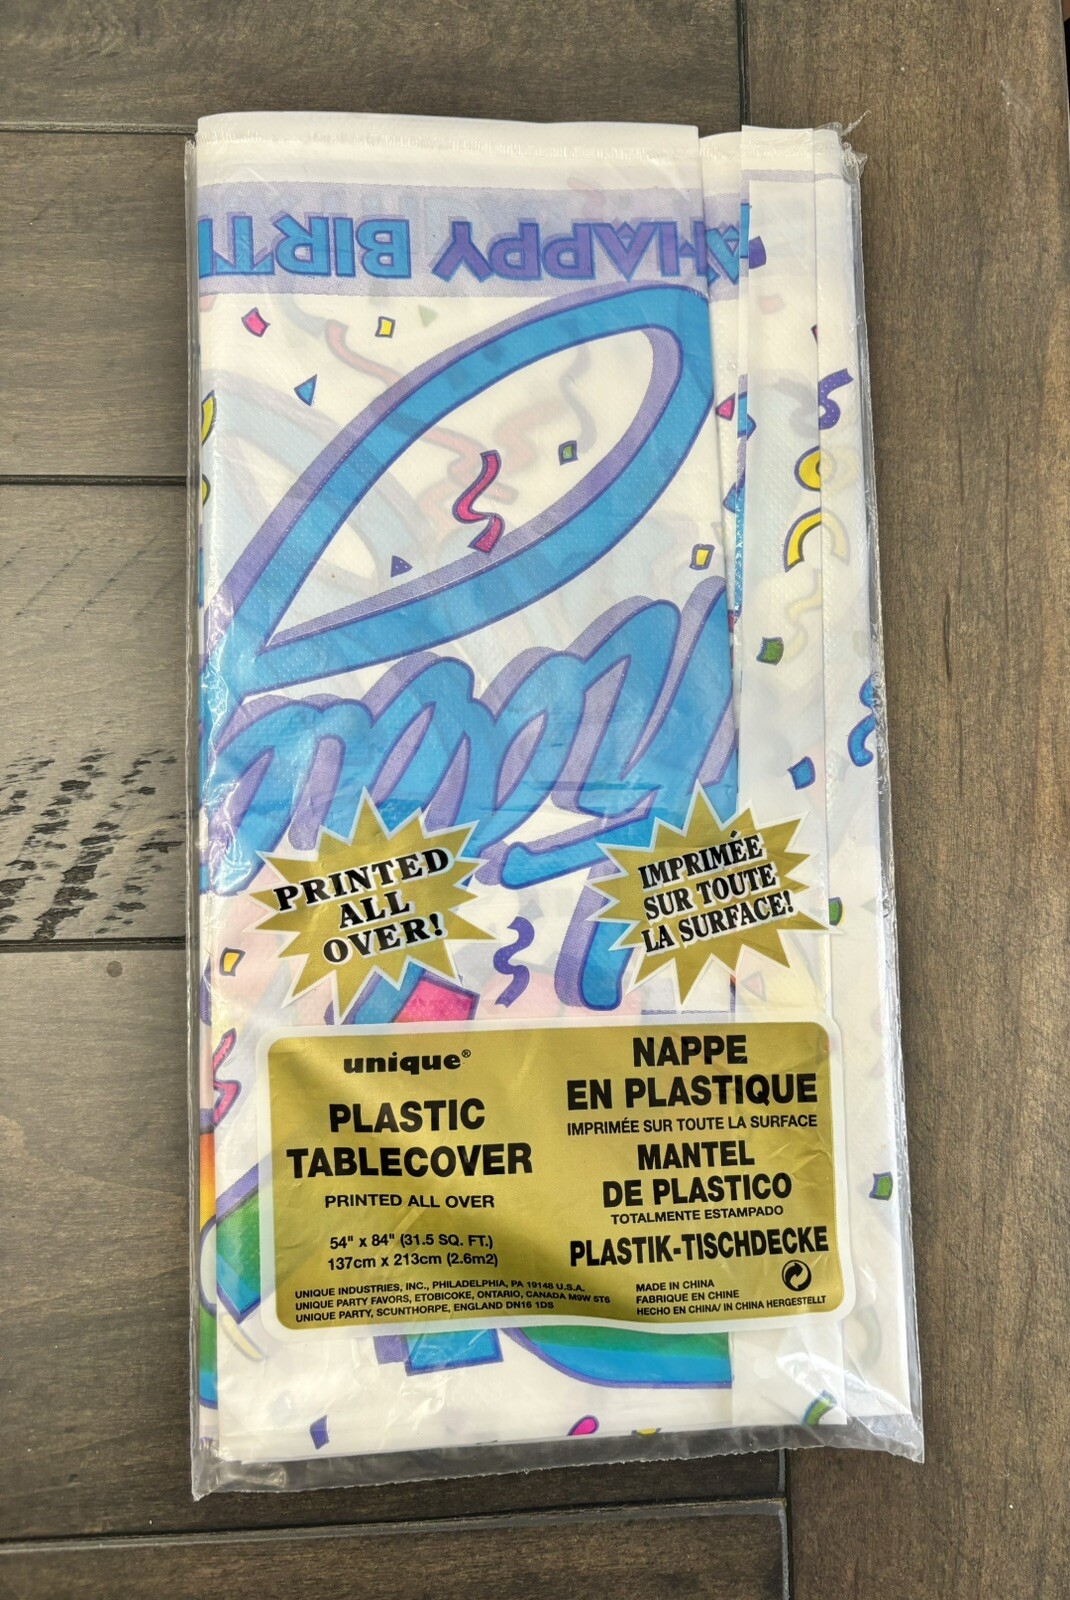 HAPPY BIRT
HAPPY
PRINTED
ALL
OVER!
IMPRIMÉE
SUR TOUTE
LA SURFACE!
unique®
PLASTIC
TABLECOVER
PRINTED ALL OVER
54" x 84" (31.5 SQ. FT.)
137cm x 213cm (2.6m2)
UNIQUE INDUSTRIES, INC., PHILADELPHIA, PA 19148 U.S.A.
UNIQUE PARTY FAVORS, ETOBICOKE, ONTARIO, CANADA M9W 5T6
UNIQUE PARTY, SCUNTHORPE, ENGLAND DN16 1DS
NAPPE
EN PLASTIQUE
IMPRIMÉE SUR TOUTE LA SURFACE
MANTEL
DE PLASTICO
TOTALMENTE ESTAMPADO
PLASTIK-TISCHDECKE
MADE IN CHINA
FABRIQUE EN CHINE
HECHO EN CHINA/ IN CHINA HERGESTELLT